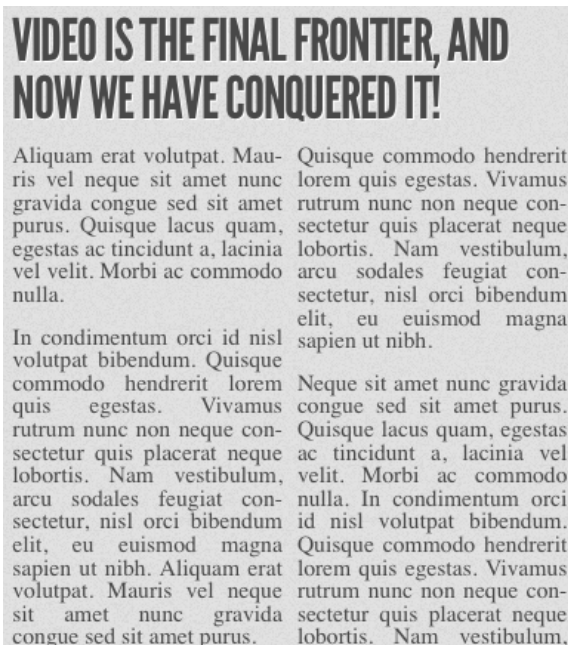 VIDEO IS THE FINAL FRONTIER, AND
NOW WE HAVE CONQUERED IT!
Aliquam erat volutpat. Mau-
ris vel neque sit amet nunc
gravida congue sed sit amet
purus. Quisque lacus quam,
egestas ac tincidunt a, lacinia
vel velit. Morbi ac commodo
nulla.
In condimentum orci id nisl
volutpat bibendum. Quisque
commodo hendrerit lorem
quis egestas. Vivamus
rutrum nunc non neque con-
sectetur quis placerat neque
lobortis. Nam vestibulum,
arcu sodales feugiat con-
sectetur, nisl orci bibendum
elit, eu euismod magna
sapien ut nibh. Aliquam erat
volutpat. Mauris vel neque
sit amet nunc gravida
congue sed sit amet purus.
Quisque commodo hendrerit
lorem quis egestas. Vivamus
rutrum nunc non neque con-
sectetur quis placerat neque
lobortis. Nam vestibulum,
arcu sodales feugiat con-
sectetur, nisl orci bibendum
elit, eu euismod magna
sapien ut nibh.
Neque sit amet nunc gravida
congue sed sit amet purus.
Quisque lacus quam, egestas
ac tincidunt a, lacinia vel
velit. Morbi ac commodo
nulla. In condimentum orci
id nisl volutpat bibendum.
Quisque commodo hendrerit
lorem quis egestas. Vivamus
rutrum nunc non neque con-
sectetur quis placerat neque
lobortis. Nam vestibulum,